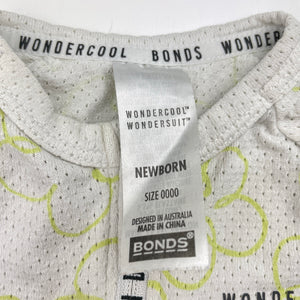 WONDERCOOL BONDS WONDER
WONDERCOOL™
WONDERSUIT™
NEWBORN
SIZE 0000
DESIGNED IN AUSTRALIA
MADE IN CHINA
BONDS